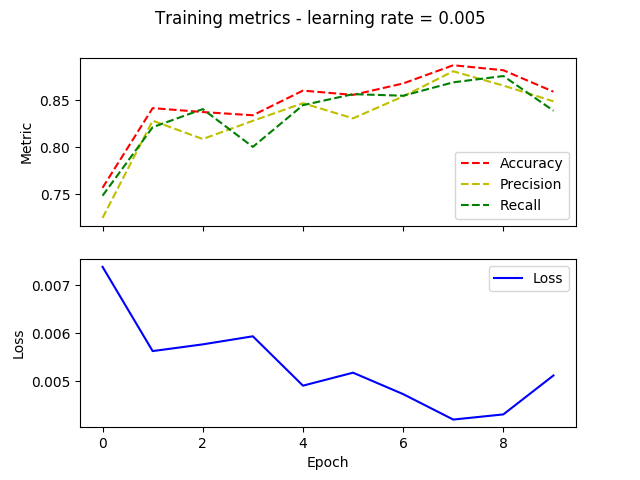 Training metrics - learning rate = 0.005
0.85
0.80
0.75
Metric
Accuracy
Precision
Recall
0.007
0.006
0.005
Loss
Loss
0
2
4
6
8
Epoch